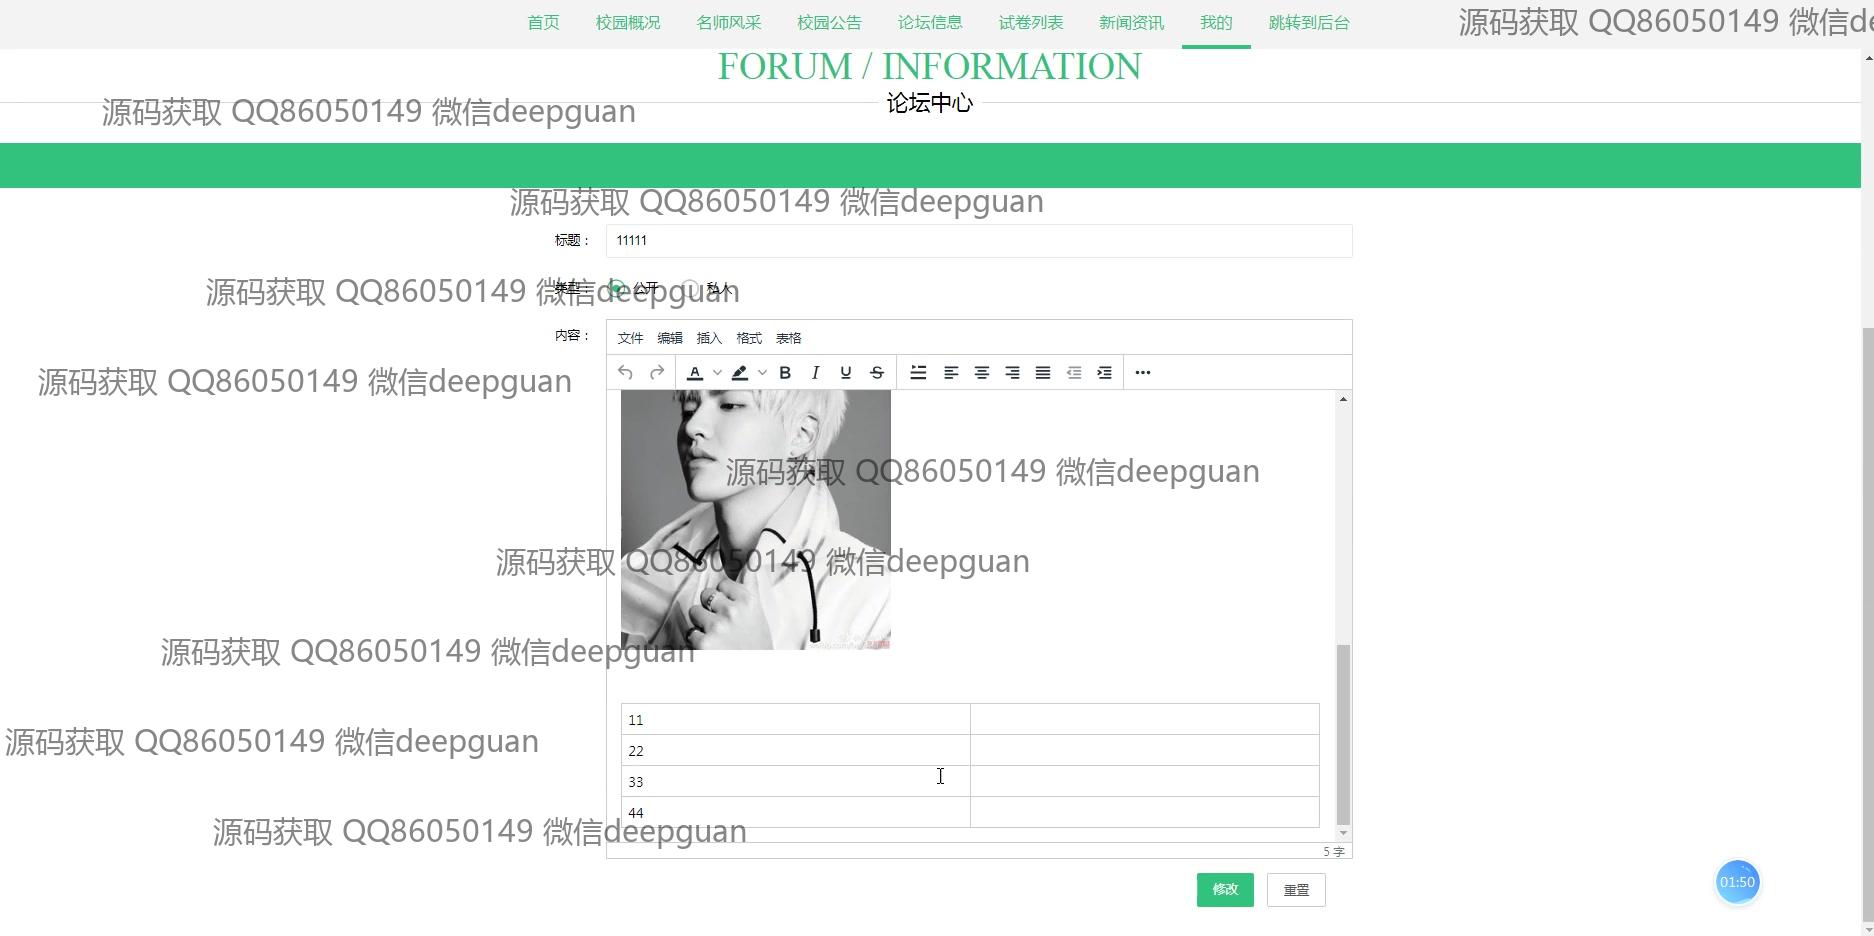 首页 校园概况 名师风采 校园公告 论坛信息 试卷列表 新闻资讯 我的 跳转到后台
源码获取 QQ86050149 微信de
FORUM / INFORMATION
论坛中心
源码获取 QQ86050149 微信deepguan
源码获取 QQ86050149 微信deepguan
标题： 11111
源码获取 QQ86050149 微信deepguan
类型： 公开 私人
内容： 文件 编辑 插入 格式 表格
源码获取 QQ86050149 微信deepguan
源码获取 QQ86050149 微信deepguan
源码获取 QQ86050149 微信deepguan
源码获取 QQ86050149 微信deepguan
11
22
源码获取 QQ86050149 微信deepguan
33
44
源码获取 QQ86050149 微信deepguan
5 字
修改 重置
01:50